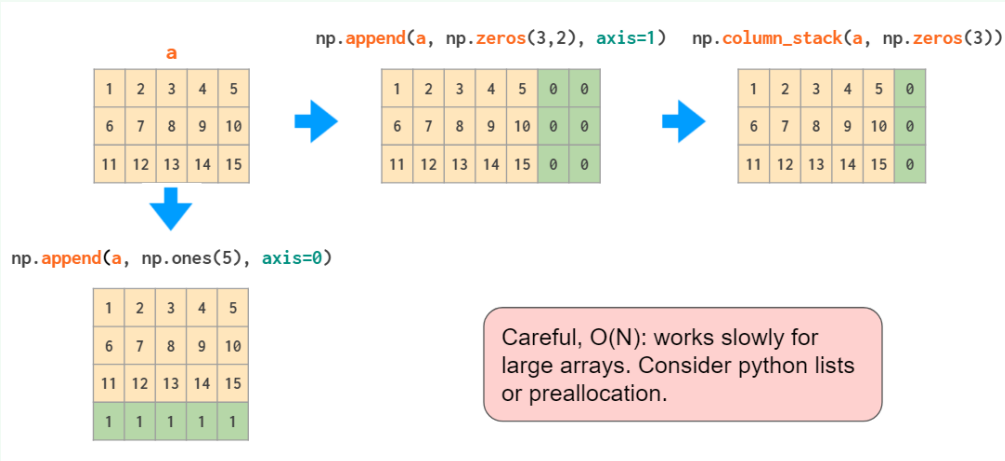 a
1 2 3 4 5
6 7 8 9 10
11 12 13 14 15
np.append(a, np.zeros(3,2), axis=1)
1 2 3 4 5 0 0
6 7 8 9 10 0 0
11 12 13 14 15 0 0
np.column_stack(a, np.zeros(3))
1 2 3 4 5 0
6 7 8 9 10 0
11 12 13 14 15 0
np.append(a, np.ones(5), axis=0)
1 2 3 4 5
6 7 8 9 10
11 12 13 14 15
1 1 1 1 1
Careful, O(N): works slowly for
large arrays. Consider python lists
or preallocation.